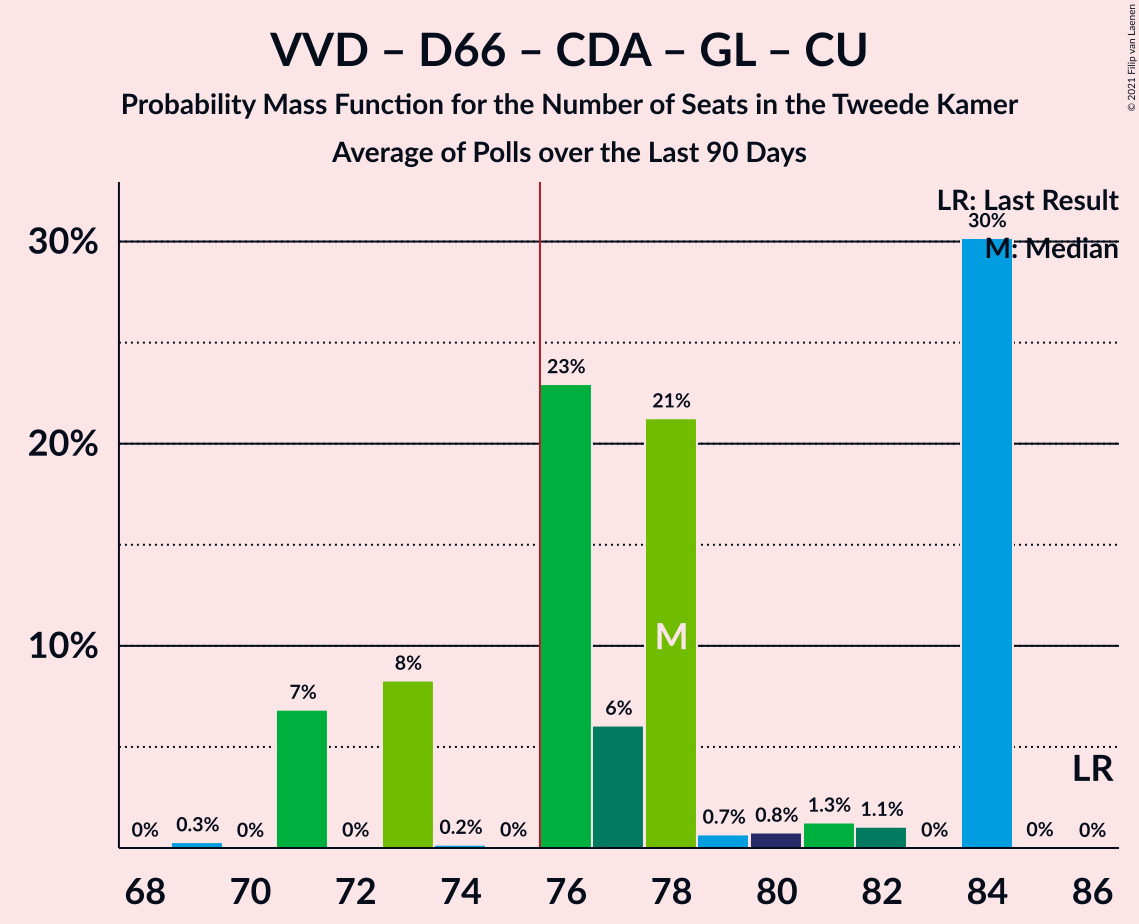 VVD – D66 – CDA – GL – CU
Probability Mass Function for the Number of Seats in the Tweede Kamer
Average of Polls over the Last 90 Days
© 2021 Filip van Laenen
LR: Last Result
M: Median
30%
20%
10%
0%
0.3%
0%
7%
0%
8%
0.2%
0%
23%
6%
21%
M
0.7%
0.8%
1.3%
1.1%
0%
30%
0%
0%
LR
68 70 72 74 76 78 80 82 84 86